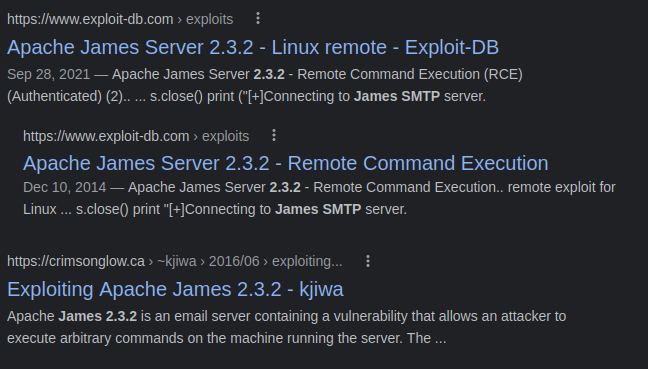 https://www.exploit-db.com › exploits
Apache James Server 2.3.2 - Linux remote - Exploit-DB
Sep 28, 2021 — Apache James Server 2.3.2 - Remote Command Execution (RCE)
(Authenticated) (2).. ... s.close() print ("[+]Connecting to James SMTP server.
https://www.exploit-db.com › exploits
Apache James Server 2.3.2 - Remote Command Execution
Dec 10, 2014 — Apache James Server 2.3.2 - Remote Command Execution.. remote exploit for
Linux ... s.close() print "[+]Connecting to James SMTP server.
https://crimsonglow.ca › ~kjiwa › 2016/06 › exploiting...
Exploiting Apache James 2.3.2 - kjiwa
Apache James 2.3.2 is an email server containing a vulnerability that allows an attacker to
execute arbitrary commands on the machine running the server. The ...